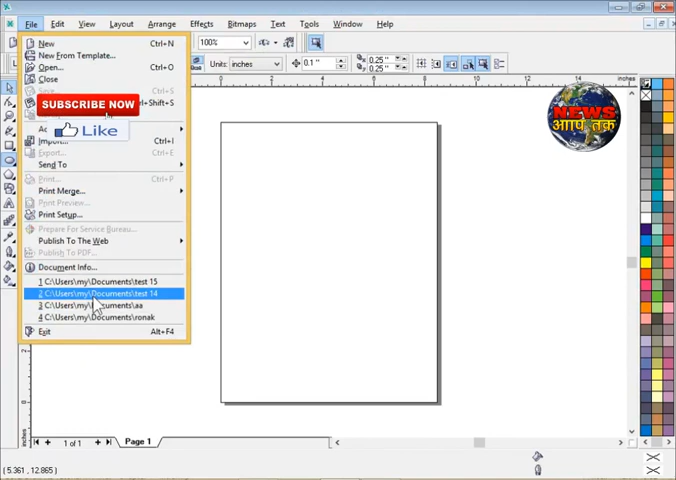 File Edit View Layout Arrange Effects Bitmaps Text Tools Window Help
New Ctrl+N
New From Template...
Open... Ctrl+O
Close
Save... Ctrl+S
SUBSCRIBE NOW
Ctrl+Shift+S
Like
Import... Ctrl+I
Export... Ctrl+E
Send To
Print... Ctrl+P
Print Merge...
Print Preview...
Print Setup...
Prepare For Service Bureau...
Publish To The Web
Publish To PDF...
Document Info...
1 C:\Users\my\Documents\test 15
2 C:\Users\my\Documents\test 14
3 C:\Users\my\Documents\aa
4 C:\Users\my\Documents\ronak
Exit Alt+F4
100%
Units: inches
0.1 "
0.25 "
0.25 "
14 inches
NEWS
आप तक
2
0
inches
1 of 1
Page 1
( 5.361 , 12.865 )